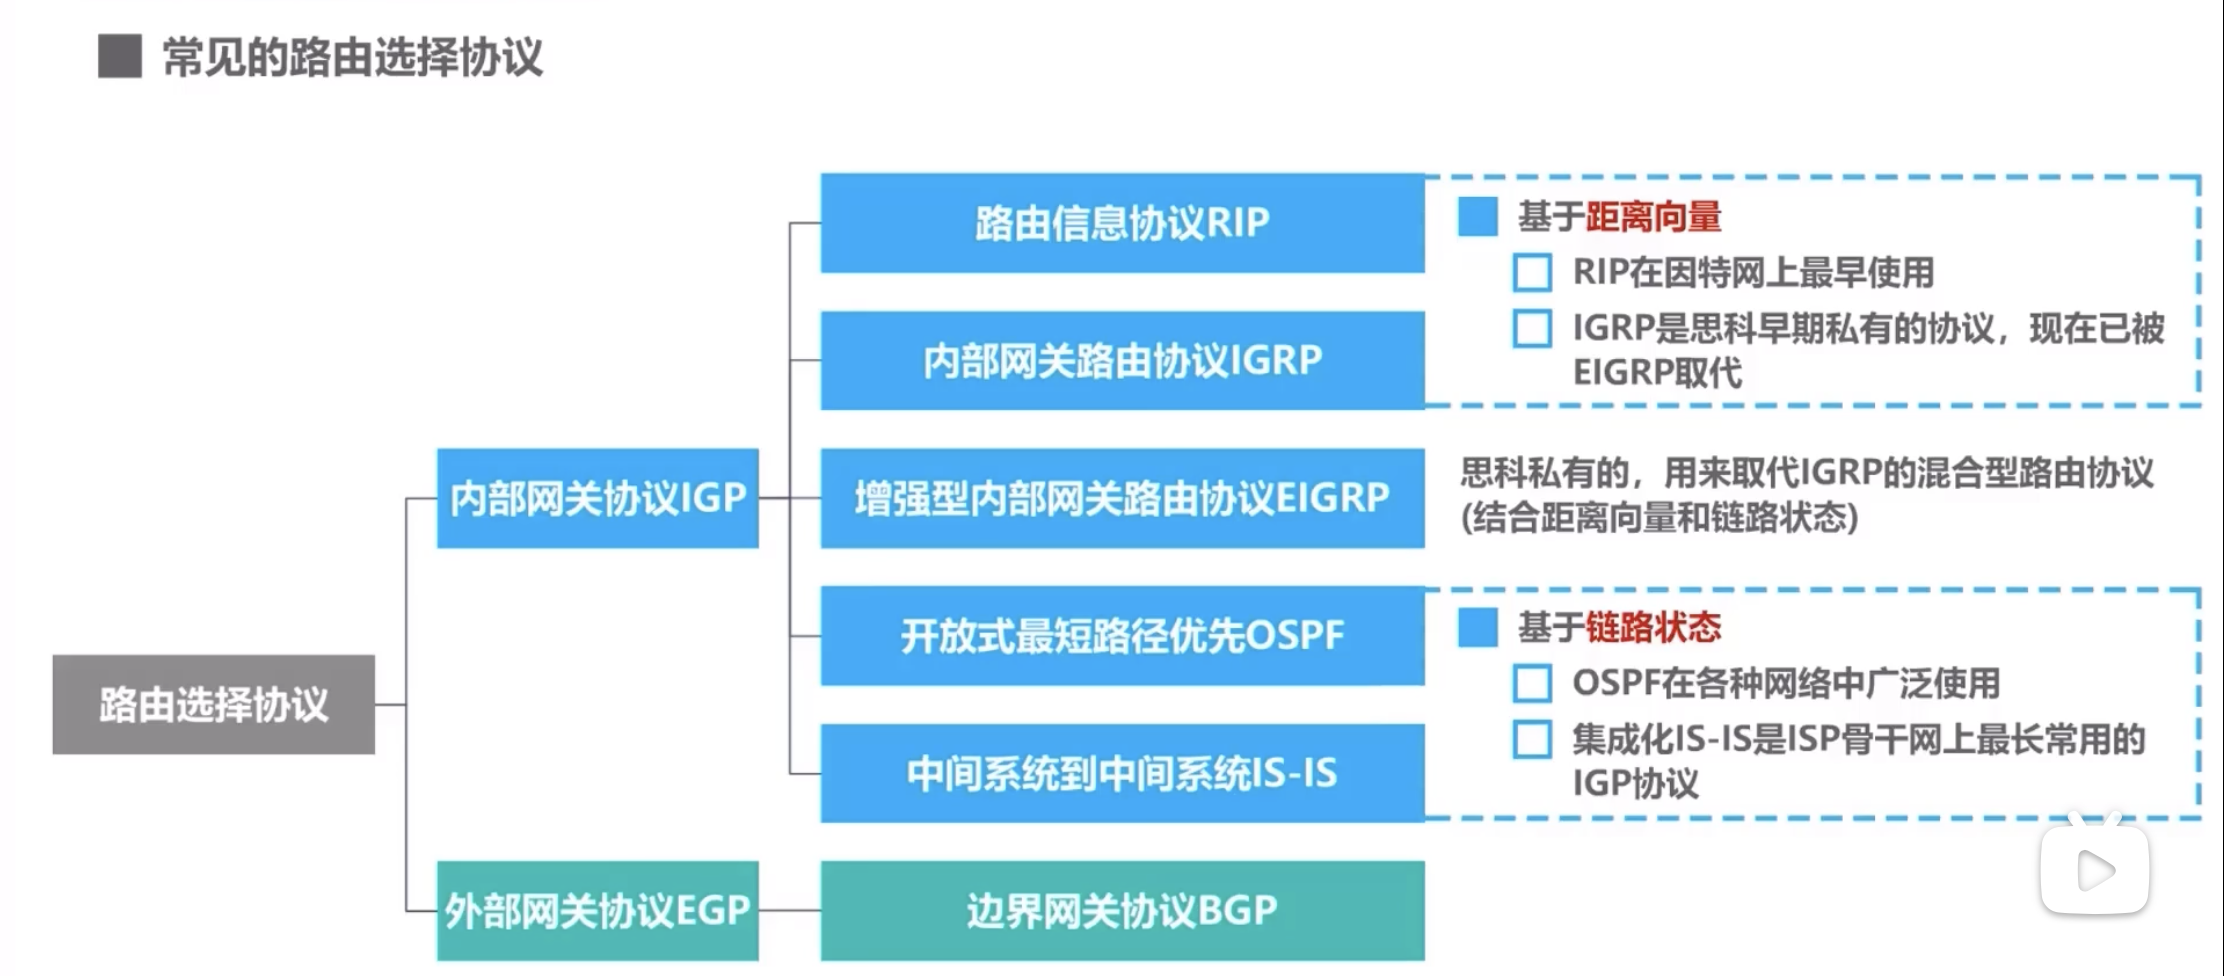 常见的路由选择协议
路由信息协议RIP
基于距离向量
RIP在因特网上最早使用
IGRP是思科早期私有的协议，现在已被
EIGRP取代
内部网关路由协议IGRP
内部网关协议IGP
增强型内部网关路由协议EIGRP
思科私有的，用来取代IGRP的混合型路由协议
(结合距离向量和链路状态)
开放式最短路径优先OSPF
基于链路状态
OSPF在各种网络中广泛使用
集成化IS-IS是ISP骨干网上最长常用的
IGP协议
路由选择协议
中间系统到中间系统IS-IS
外部网关协议EGP
边界网关协议BGP